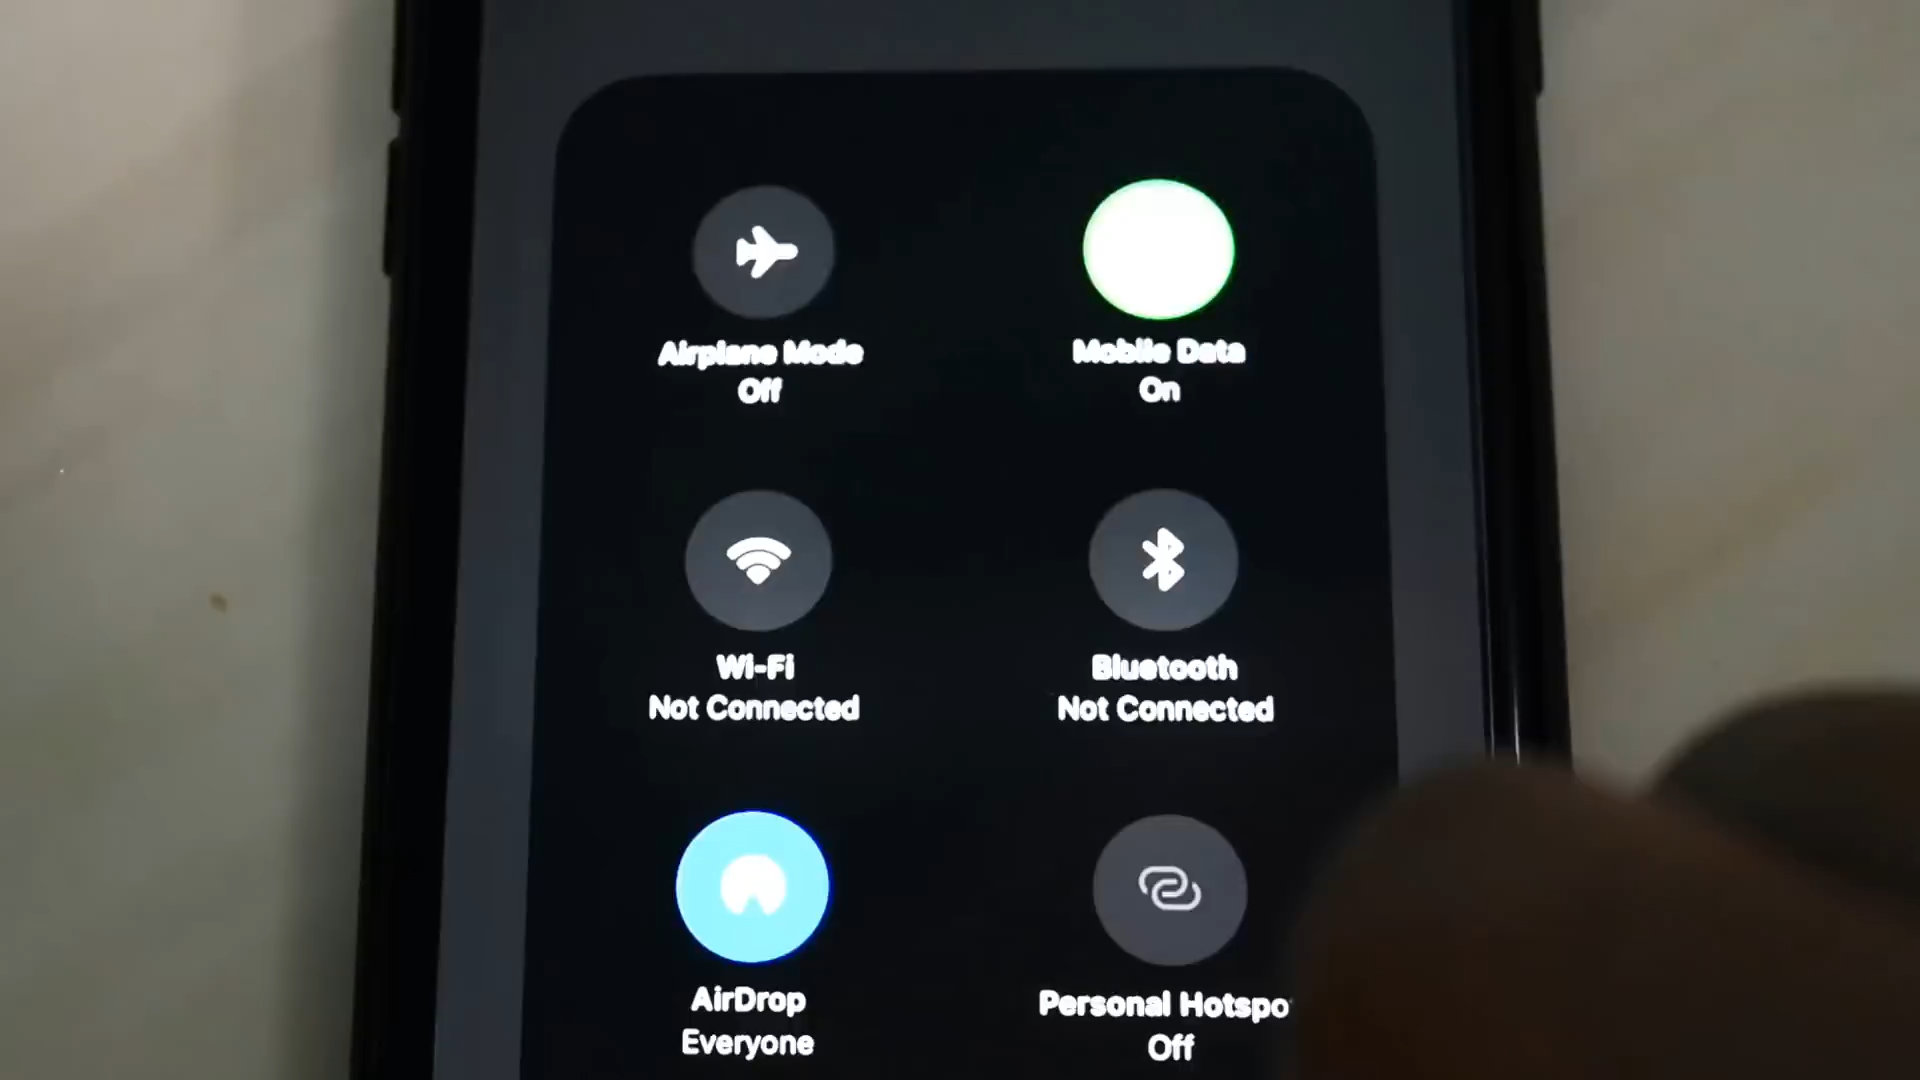 Airplane Mode
Off
Mobile Data
On
Wi-Fi
Not Connected
Bluetooth
Not Connected
AirDrop
Everyone
Personal Hotspo
Off